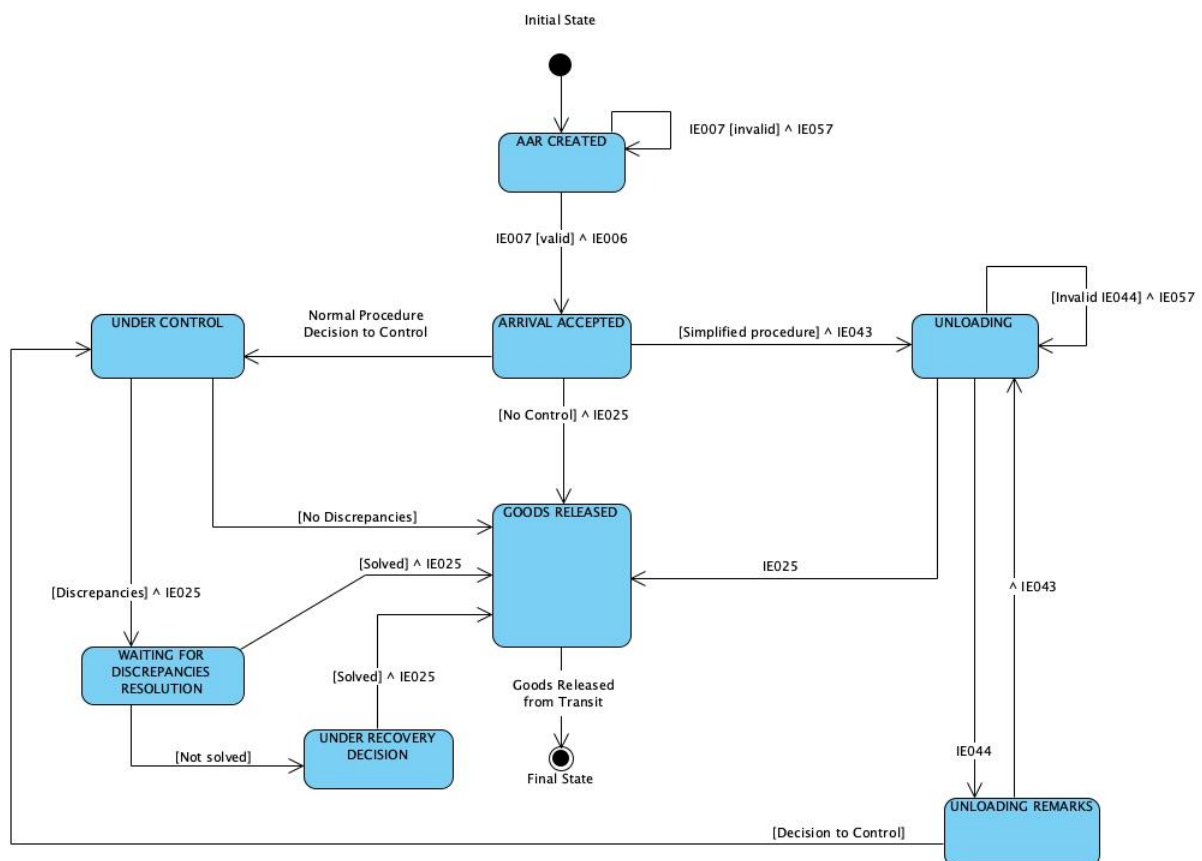 Initial State
AAR CREATED
IE007 [invalid] ^ IE057
IE007 [valid] ^ IE006
[Invalid IE044] ^ IE057
UNDER CONTROL
Normal Procedure
Decision to Control
ARRIVAL ACCEPTED
[Simplified procedure] ^ IE043
UNLOADING
[No Control] ^ IE025
GOODS RELEASED
[No Discrepancies]
[Solved] ^ IE025
IE025
[Discrepancies] ^ IE025
^ IE043
WAITING FOR
DISCREPANCIES
RESOLUTION
[Solved] ^ IE025
Goods Released
from Transit
[Not solved]
UNDER RECOVERY
DECISION
Final State
IE044
UNLOADING REMARKS
[Decision to Control]